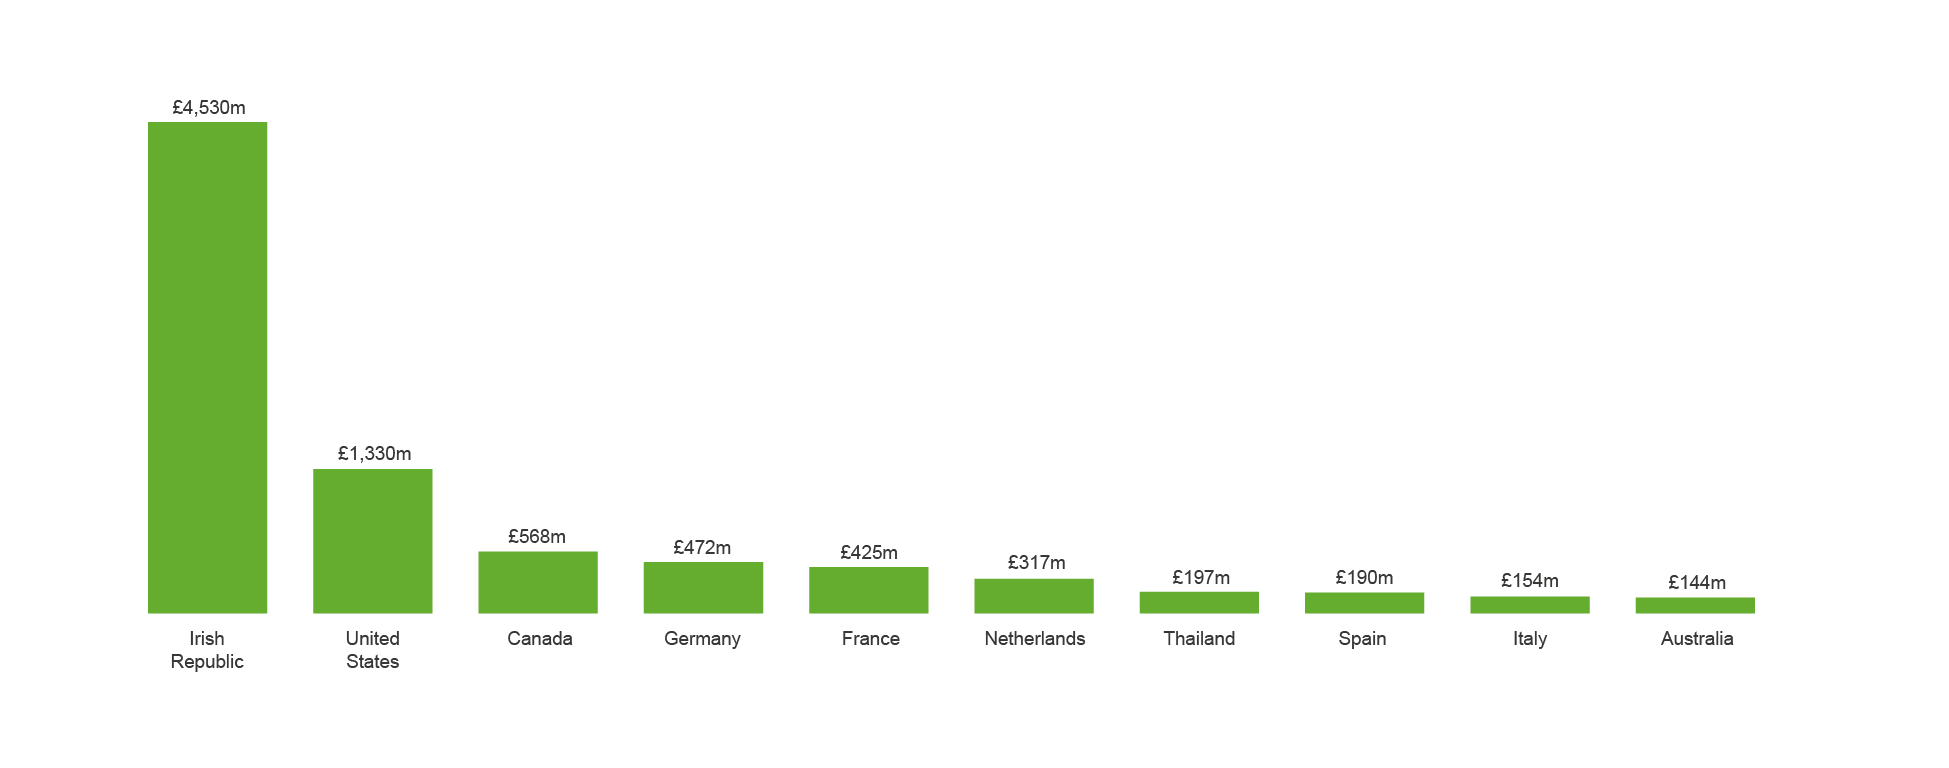 £4,530m
£1,330m
£568m
£472m
£425m
£317m
£197m
£190m
£154m
£144m
Irish
Republic
United
States
Canada
Germany
France
Netherlands
Thailand
Spain
Italy
Australia